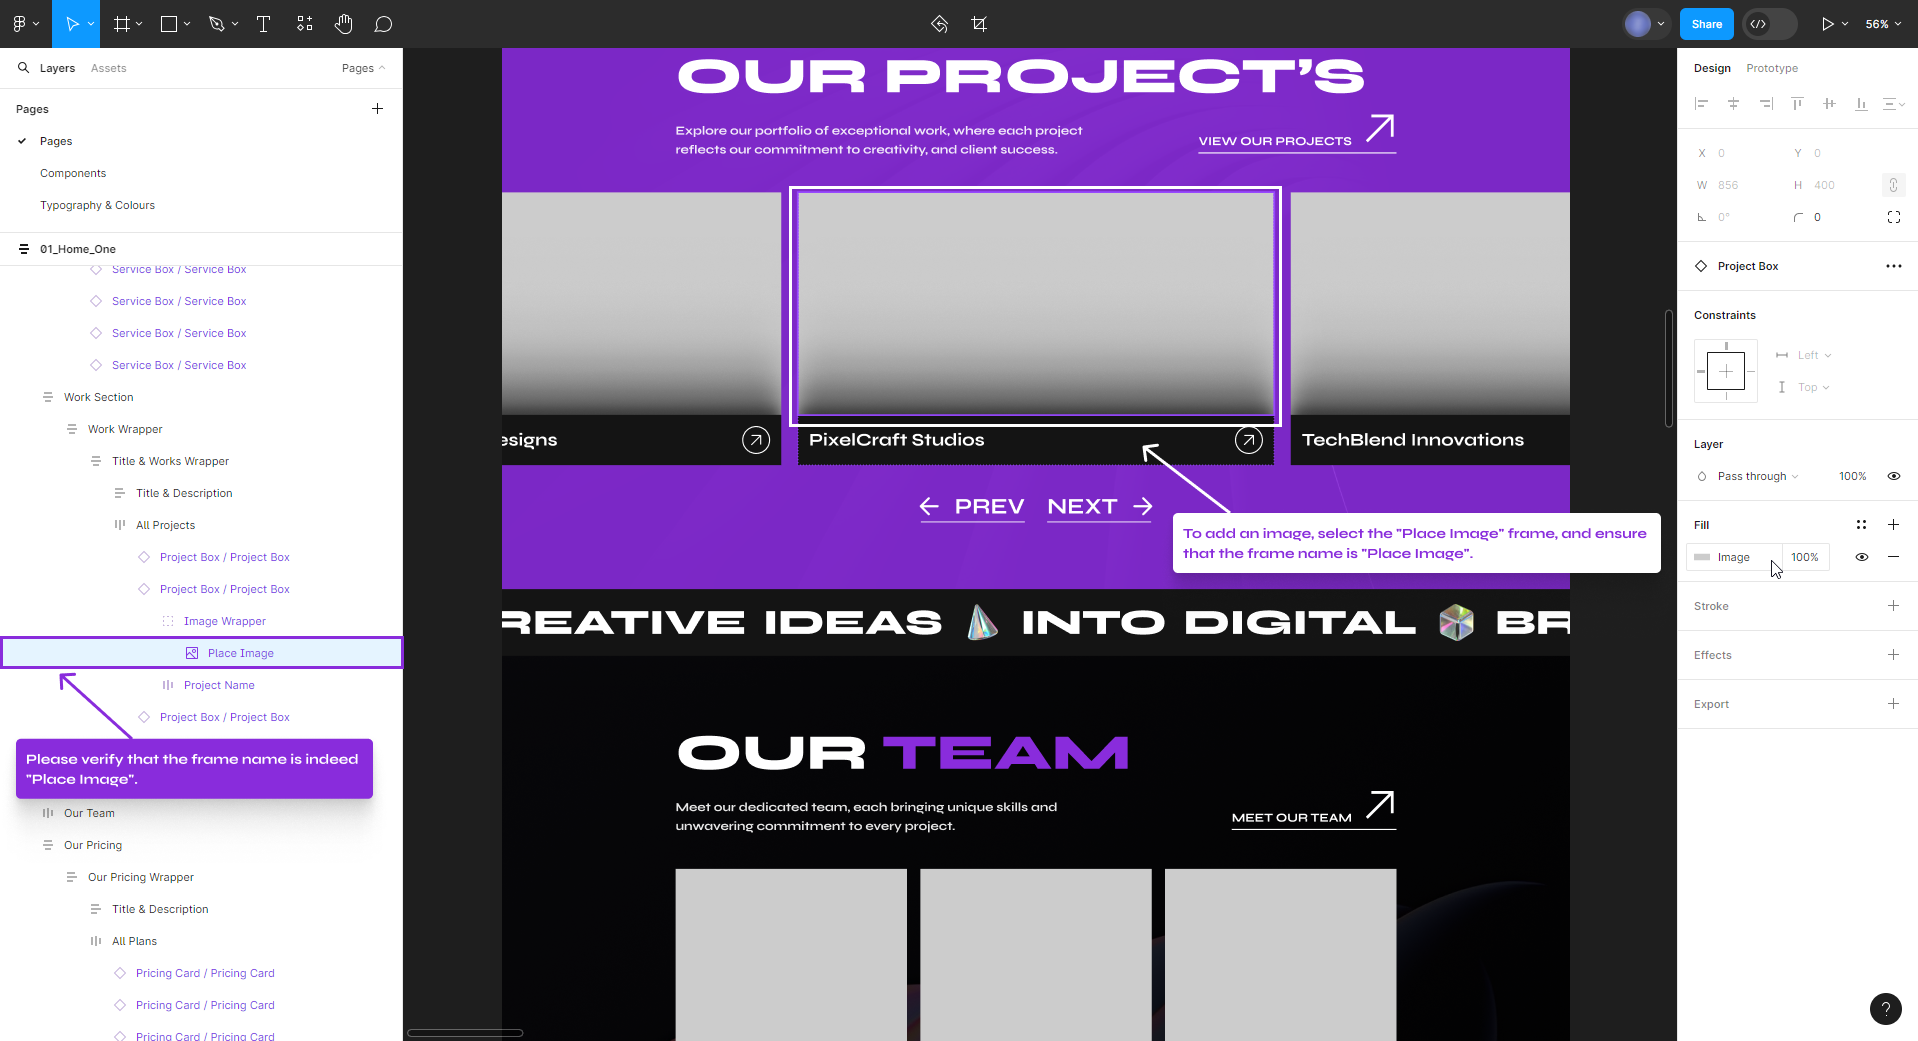 Share
56%
Layers
Assets
Pages
Pages
Pages
Components
Typography & Colours
01_Home_One
Service Box / Service Box
Service Box / Service Box
Service Box / Service Box
Service Box / Service Box
Work Section
Work Wrapper
Title & Works Wrapper
Title & Description
All Projects
Project Box / Project Box
Project Box / Project Box
Image Wrapper
Place Image
Project Name
Project Box / Project Box
Please verify that the frame name is indeed
"Place Image".
Our Team
Our Pricing
Our Pricing Wrapper
Title & Description
All Plans
Pricing Card / Pricing Card
Pricing Card / Pricing Card
Pricing Card / Pricing Card
OUR PROJECT'S
Explore our portfolio of exceptional work, where each project
reflects our commitment to creativity, and client success.
VIEW OUR PROJECTS
esigns
PixelCraft Studios
TechBlend Innovations
PREV
NEXT
To add an image, select the "Place Image" frame, and ensure
that the frame name is "Place Image".
REATIVE IDEAS INTO DIGITAL BR
OUR TEAM
Meet our dedicated team, each bringing unique skills and
unwavering commitment to every project.
MEET OUR TEAM
Design
Prototype
X 0
Y 0
W 856
H 400
0°
0
Project Box
Constraints
Left
Top
Layer
Pass through
100%
Fill
Image
100%
Stroke
Effects
Export
?